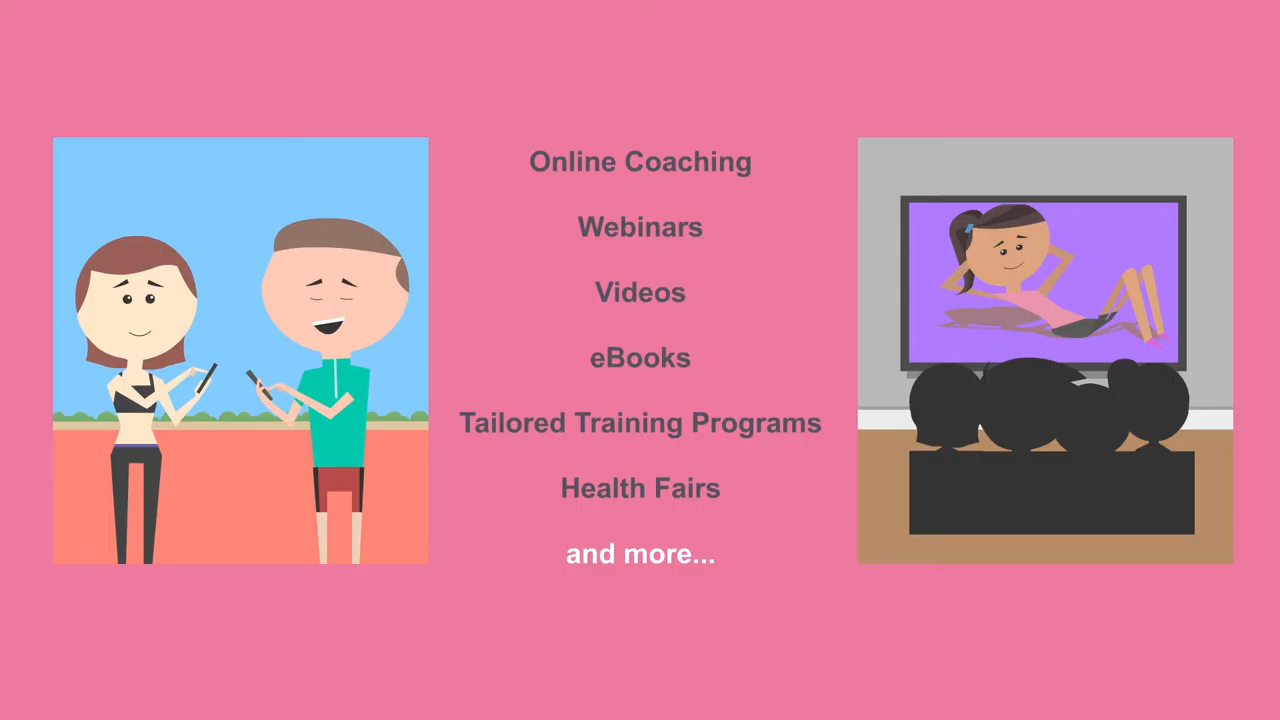 Online Coaching
Webinars
Videos
eBooks
Tailored Training Programs
Health Fairs
and more...